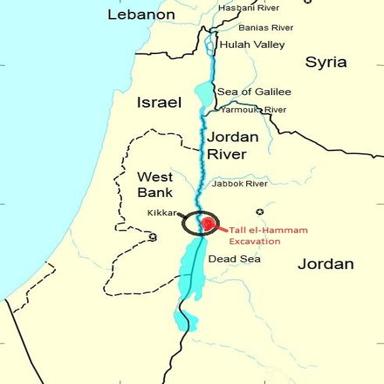 Hasbani River
Lebanon
Banias River
Hulah Valley
Syria
Sea of Galilee
Israel
Yarmouk River
Jordan
River
West
Bank
Jabbok River
Kikkar
Tall el-Hammam
Excavation
Dead Sea
Jordan